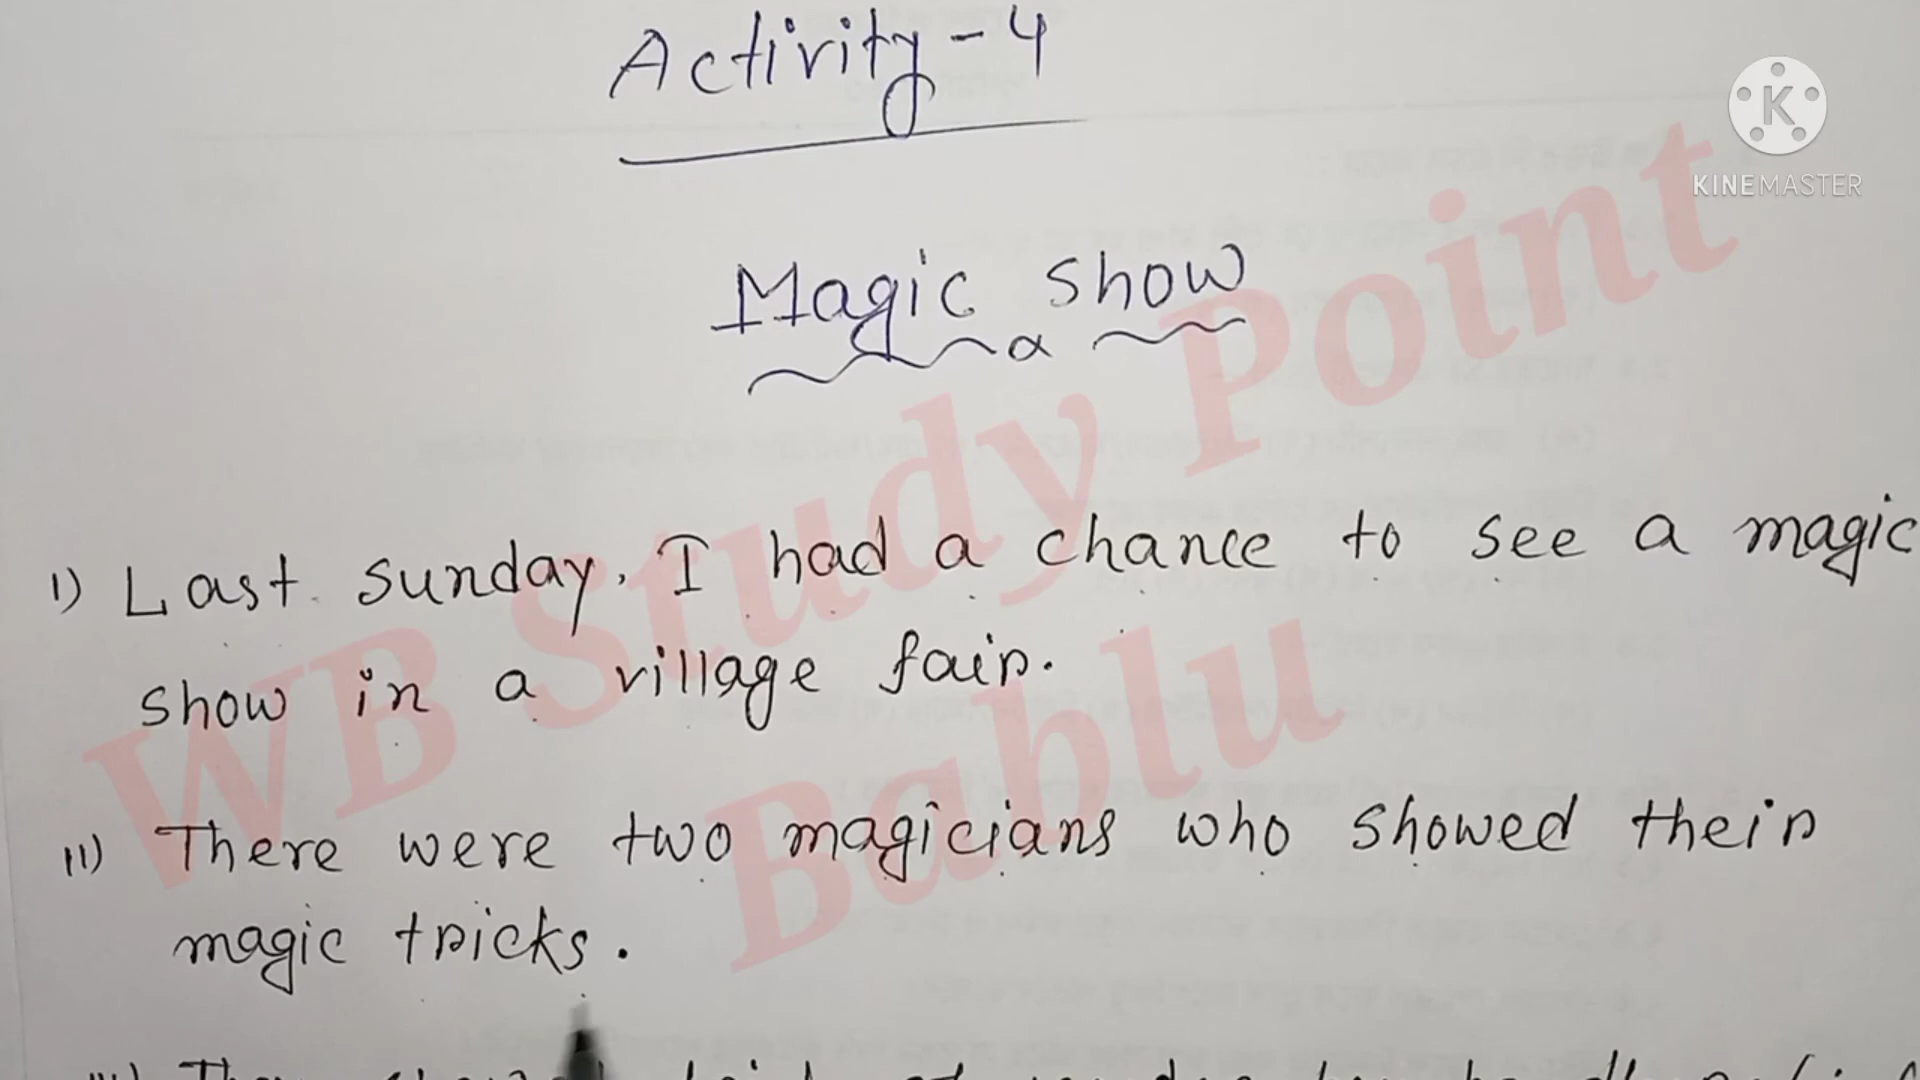 Activity-4
K
KINEMASTER
Magic show
WB Study Point
Bablu
I) Last sunday, I had a chance to see a magic
show in a village fair.
II) There were two magicians who showed their
magic tricks.